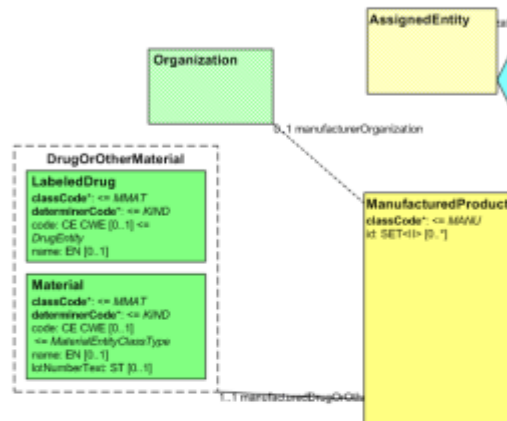 AssignedEntity
Organization
0..1 manufacturerOrganization
DrugOrOtherMaterial
LabeledDrug
classCode*: <= MMAT
determinerCode*: <= KIND
code: CE CWE [0..1] <=
DrugEntity
name: EN [0..1]
ManufacturedProduct
classCode*: <= MANU
id: SET<II> [0..*]
Material
classCode*: <= MMAT
determinerCode*: <= KIND
code: CE CWE [0..1]
<= MaterialEntityClassType
name: EN [0..1]
lotNumberText: ST [0..1]
1..1 manufacturedDrugOrOthe